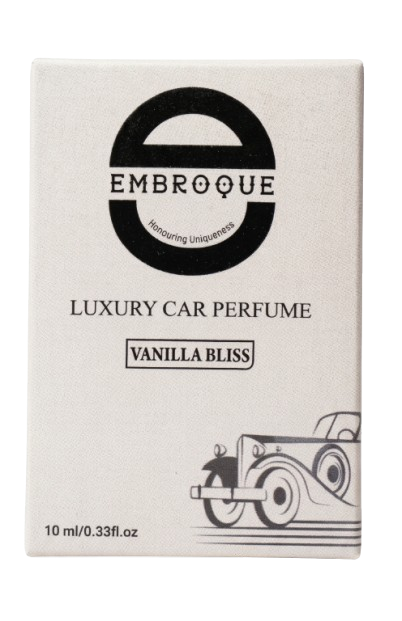 EMBROQUE
Honouring Uniqueness
LUXURY CAR PERFUME
VANILLA BLISS
10 ml/0.33fl.oz